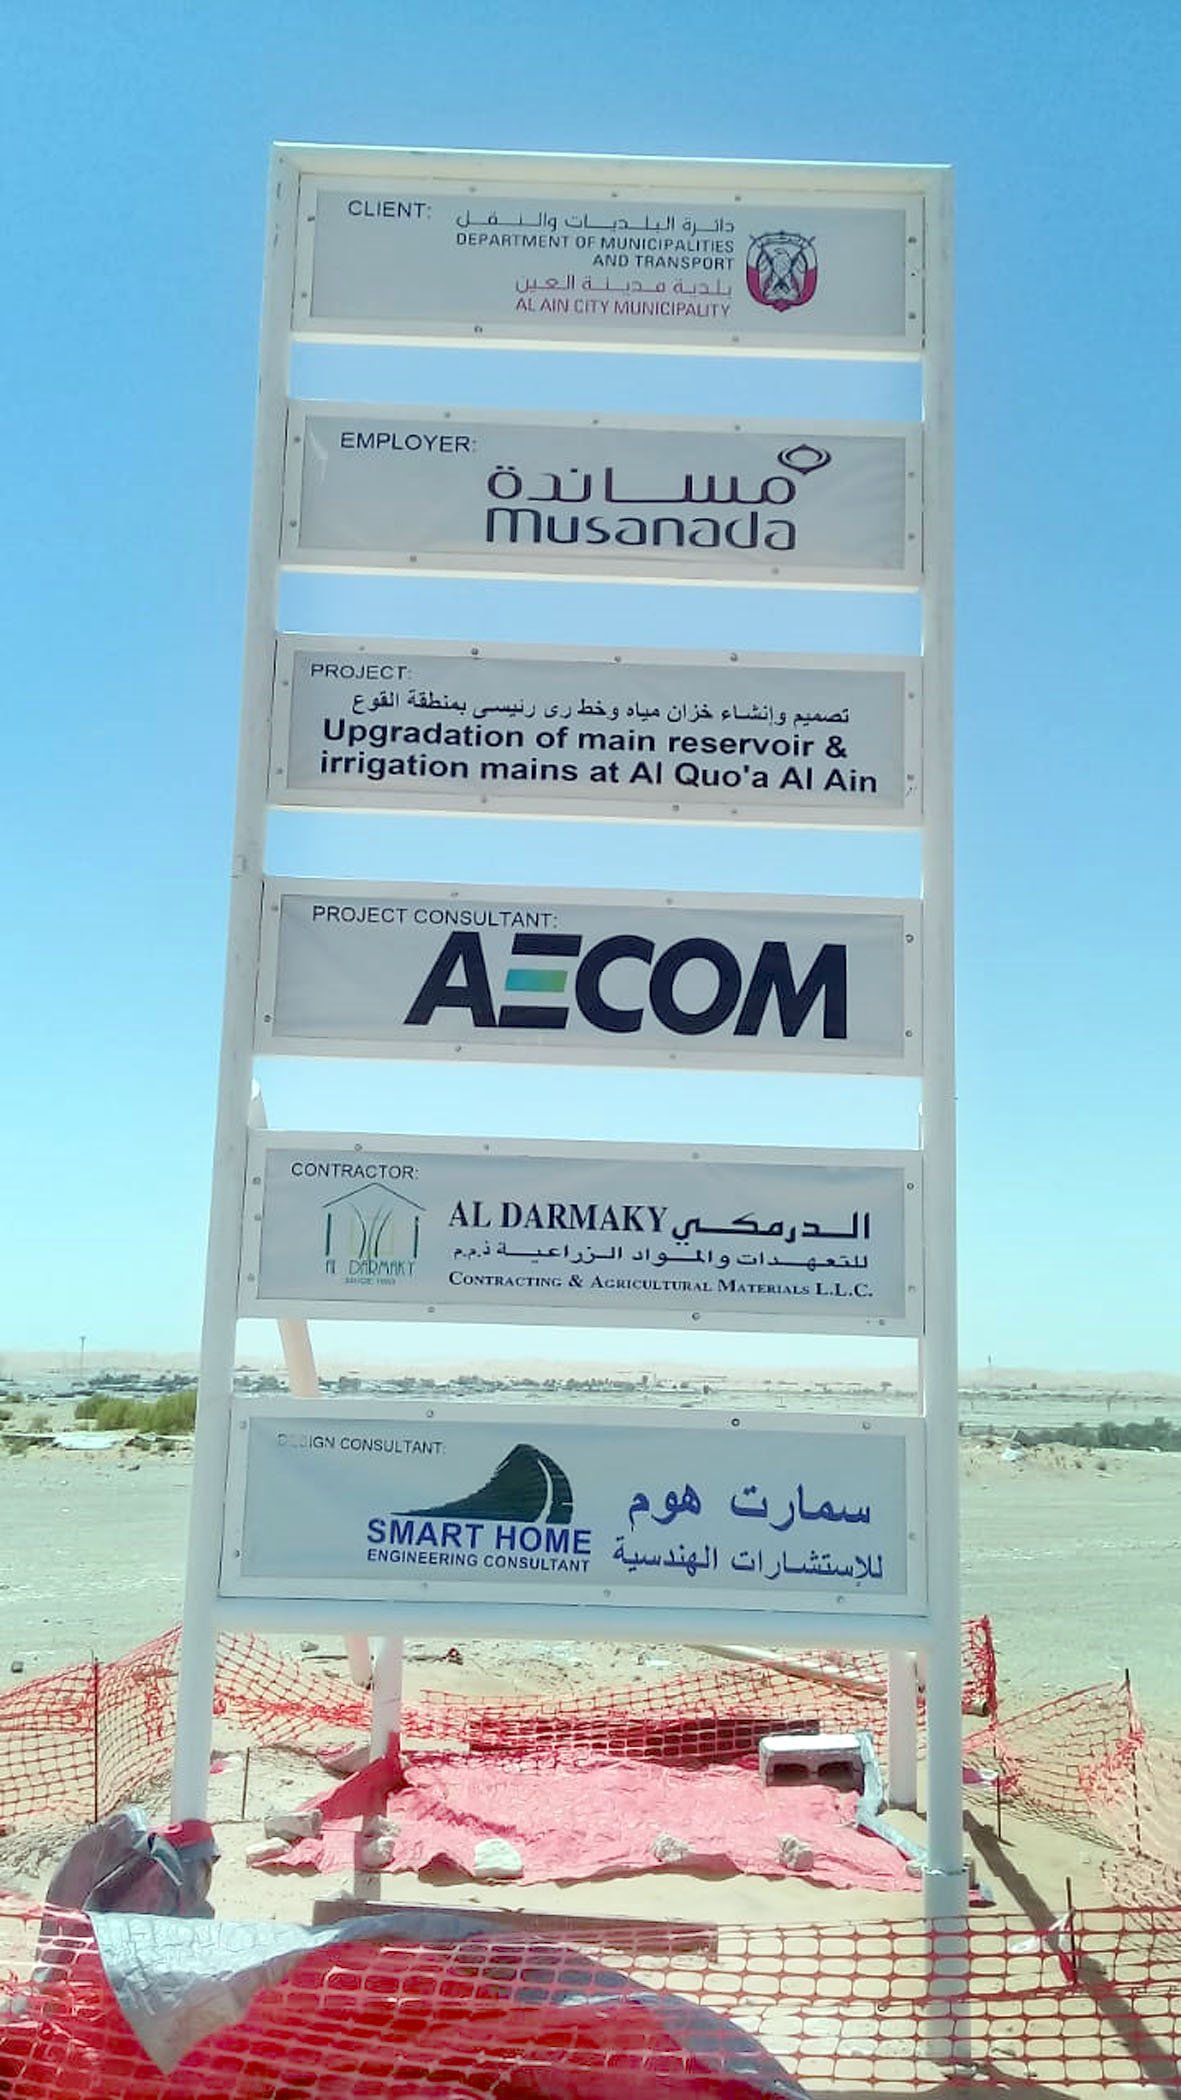 CLIENT:
دائرة البلديات والنقل
DEPARTMENT OF MUNICIPALITIES
AND TRANSPORT
بلدية مدينة العين
AL AIN CITY MUNICIPALITY
EMPLOYER:
مساندة
musanada
PROJECT:
تصميم وإنشاء خزان مياه وخط رى رئيسى بمنطقة القوع
Upgradation of main reservoir &
irrigation mains at Al Quo'a Al Ain
PROJECT CONSULTANT:
AECOM
CONTRACTOR:
AL DARMAKY
AL DARMAKY الدرمكي
للتعهدات والمواد الزراعية ذ.م.م
CONTRACTING & AGRICULTURAL MATERIALS L.L.C.
DESIGN CONSULTANT:
SMART HOME
ENGINEERING CONSULTANT
سمارت هوم
للإستشارات الهندسية